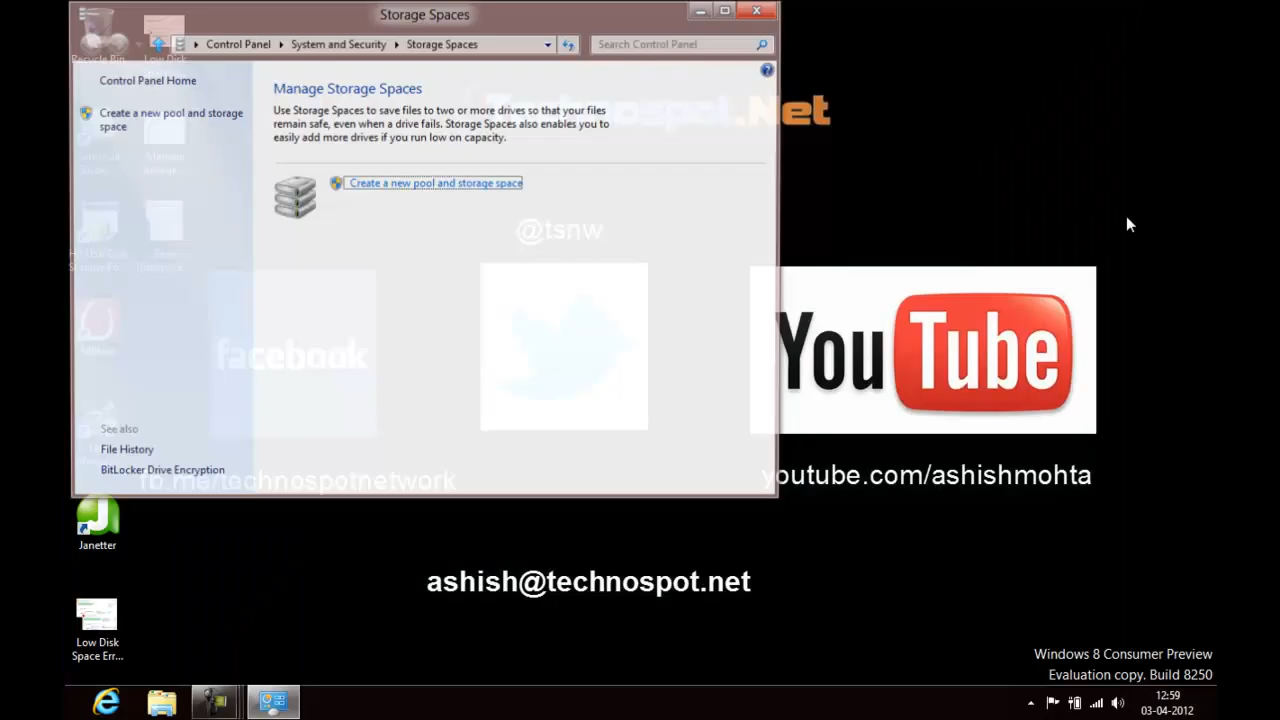 Storage Spaces
Control Panel
System and Security
Storage Spaces
Search Control Panel
Recycle Bin
Low Disk
Control Panel Home
Create a new pool and storage
space
Manage Storage Spaces
Use Storage Spaces to save files to two or more drives so that your files
remain safe, even when a drive fails. Storage Spaces also enables you to
easily add more drives if you run low on capacity.
Create a new pool and storage space
Technospot.Net
@tsnw
facebook
YouTube
See also
File History
BitLocker Drive Encryption
fb.me/technospotnetwork
youtube.com/ashishmohta
Janetter
ashish@technospot.net
Low Disk
Space Err...
Windows 8 Consumer Preview
Evaluation copy. Build 8250
12:59
03-04-2012